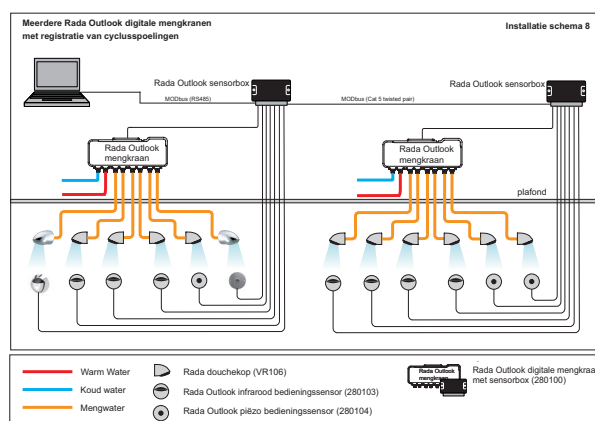 Meerdere Rada Outlook digitale mengkranen
met registratie van cyclusspoelingen
Installatie schema 8
Rada Outlook sensorbox
MODbus (RS485)
MODbus (Cat 5 twisted pair)
Rada Outlook sensorbox
Rada Outlook
mengkraan
Rada Outlook
mengkraan
plafond
Warm Water
Koud water
Mengwater
Rada douchekop (VR106)
Rada Outlook infrarood bedieningssensor (280103)
Rada Outlook piëzo bedieningssensor (280104)
Rada Outlook
mengkraan
Rada Outlook digitale mengkraa
met sensorbox (280100)